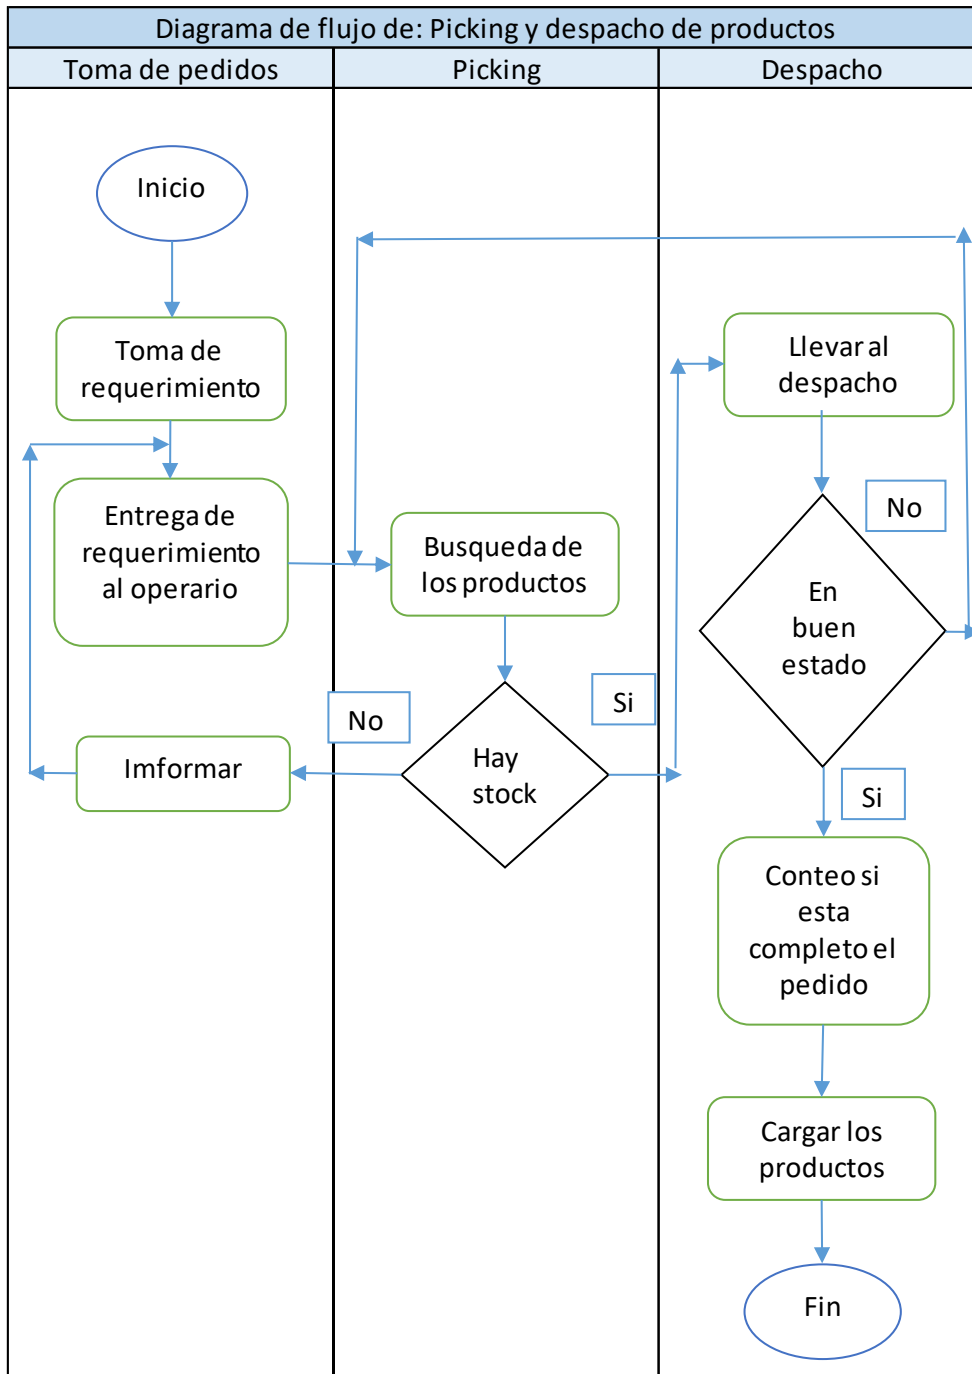 Diagrama de flujo de: Picking y despacho de productos
Toma de pedidos
Picking
Despacho
Inicio
Toma de
requerimiento
Entrega de
requerimiento
al operario
Imformar
Busqueda de
los productos
No
Si
Hay
stock
Llevar al
despacho
No
En
buen
estado
Si
Conteo si
esta
completo el
pedido
Cargar los
productos
Fin